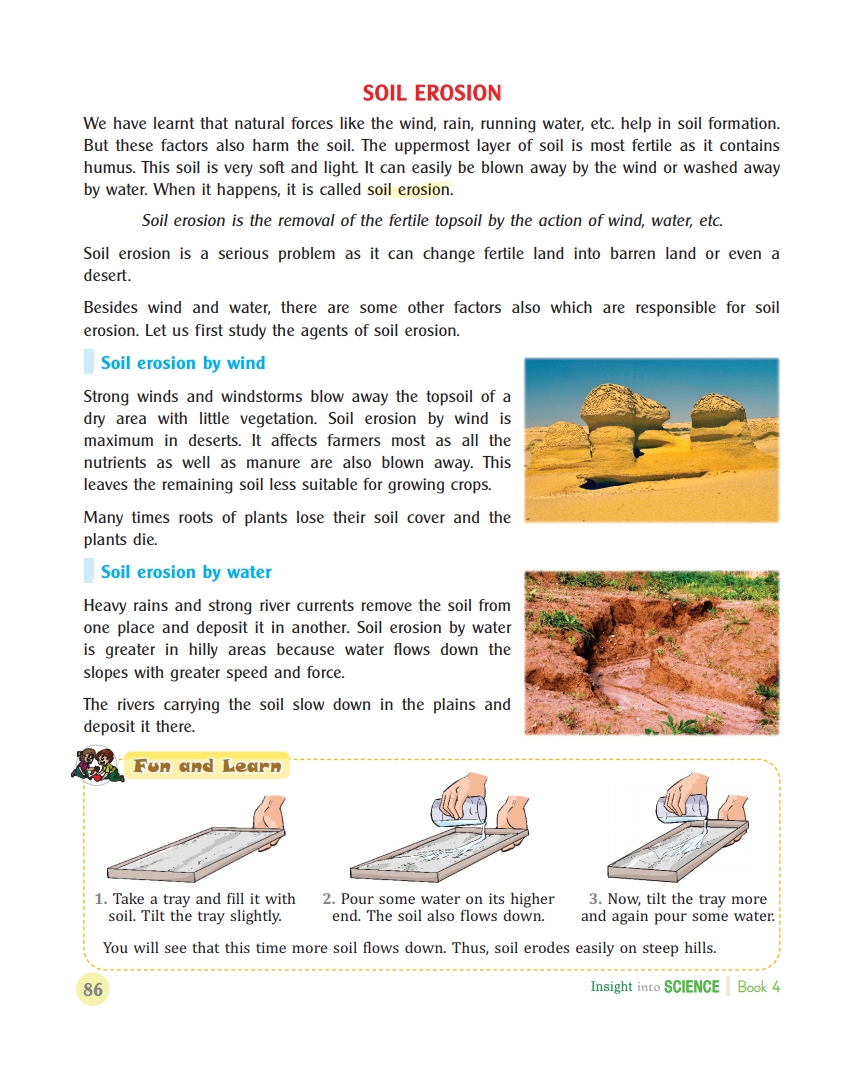 SOIL EROSION
We have learnt that natural forces like the wind, rain, running water, etc. help in soil formation.
But these factors also harm the soil. The uppermost layer of soil is most fertile as it contains
humus. This soil is very soft and light. It can easily be blown away by the wind or washed away
by water. When it happens, it is called soil erosion.
Soil erosion is the removal of the fertile topsoil by the action of wind, water, etc.
Soil erosion is a serious problem as it can change fertile land into barren land or even a
desert.
Besides wind and water, there are some other factors also which are responsible for soil
erosion. Let us first study the agents of soil erosion.
Soil erosion by wind
Strong winds and windstorms blow away the topsoil of a
dry area with little vegetation. Soil erosion by wind is
maximum in deserts. It affects farmers most as all the
nutrients as well as manure are also blown away. This
leaves the remaining soil less suitable for growing crops.
Many times roots of plants lose their soil cover and the
plants die.
Soil erosion by water
Heavy rains and strong river currents remove the soil from
one place and deposit it in another. Soil erosion by water
is greater in hilly areas because water flows down the
slopes with greater speed and force.
The rivers carrying the soil slow down in the plains and
deposit it there.
Fun and Learn
1. Take a tray and fill it with
soil. Tilt the tray slightly.
2. Pour some water on its higher
end. The soil also flows down.
3. Now, tilt the tray more
and again pour some water.
You will see that this time more soil flows down. Thus, soil erodes easily on steep hills.
86
Insight into SCIENCE Book 4